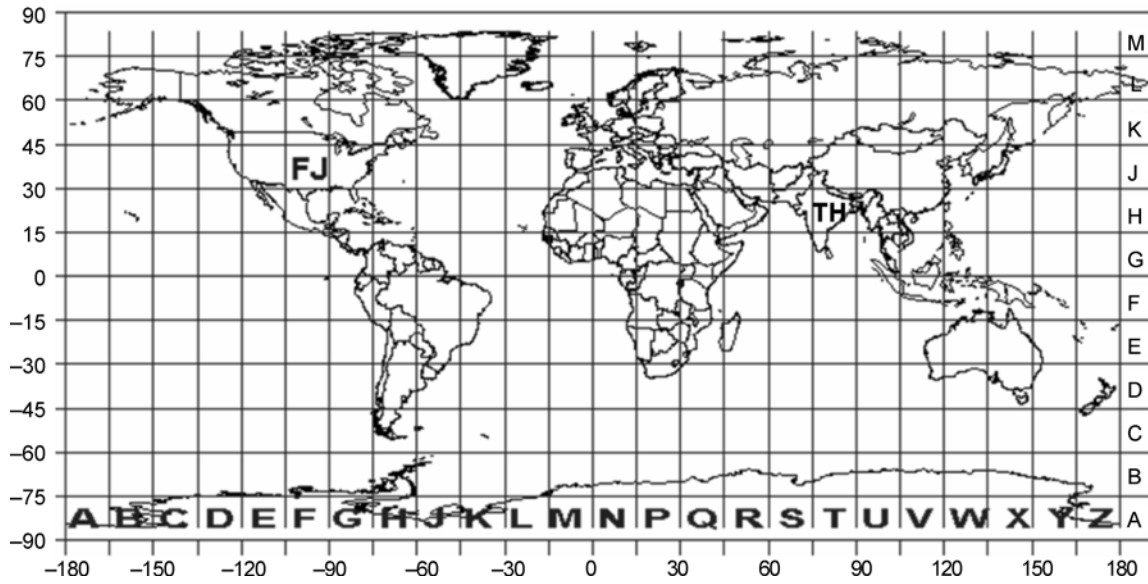 90
M
75
L
60
K
45
FJ
J
30
TH
H
15
G
0
F
–15
E
–30
D
–45
C
–60
B
–75
A B C D E F G H J K L M N P Q R S T U V W X Y Z A
–90
–180 –150 –120 –90 –60 –30 0 30 60 90 120 150 180